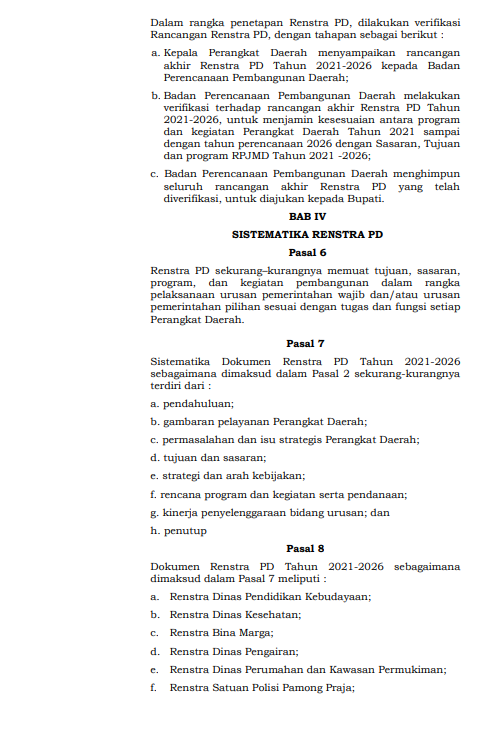 Dalam rangka penetapan Renstra PD, dilakukan verifikasi
Rancangan Renstra PD, dengan tahapan sebagai berikut :
a. Kepala Perangkat Daerah menyampaikan rancangan
akhir Renstra PD Tahun 2021-2026 kepada Badan
Perencanaan Pembangunan Daerah;
b. Badan Perencanaan Pembangunan Daerah melakukan
verifikasi terhadap rancangan akhir Renstra PD Tahun
2021-2026, untuk menjamin kesesuaian antara program
dan kegiatan Perangkat Daerah Tahun 2021 sampai
dengan tahun perencanaan 2026 dengan Sasaran, Tujuan
dan program RPJMD Tahun 2021 -2026;
c. Badan Perencanaan Pembangunan Daerah menghimpun
seluruh rancangan akhir Renstra PD yang telah
diverifikasi, untuk diajukan kepada Bupati.
BAB IV
SISTEMATIKA RENSTRA PD
Pasal 6
Renstra PD sekurang–kurangnya memuat tujuan, sasaran,
program, dan kegiatan pembangunan dalam rangka
pelaksanaan urusan pemerintahan wajib dan/atau urusan
pemerintahan pilihan sesuai dengan tugas dan fungsi setiap
Perangkat Daerah.
Pasal 7
Sistematika Dokumen Renstra PD Tahun 2021-2026
sebagaimana dimaksud dalam Pasal 2 sekurang-kurangnya
terdiri dari :
a. pendahuluan;
b. gambaran pelayanan Perangkat Daerah;
c. permasalahan dan isu strategis Perangkat Daerah;
d. tujuan dan sasaran;
e. strategi dan arah kebijakan;
f. rencana program dan kegiatan serta pendanaan;
g. kinerja penyelenggaraan bidang urusan; dan
h. penutup
Pasal 8
Dokumen Renstra PD Tahun 2021-2026 sebagaimana
dimaksud dalam Pasal 7 meliputi :
a. Renstra Dinas Pendidikan Kebudayaan;
b. Renstra Dinas Kesehatan;
c. Renstra Bina Marga;
d. Renstra Dinas Pengairan;
e. Renstra Dinas Perumahan dan Kawasan Permukiman;
f. Renstra Satuan Polisi Pamong Praja;